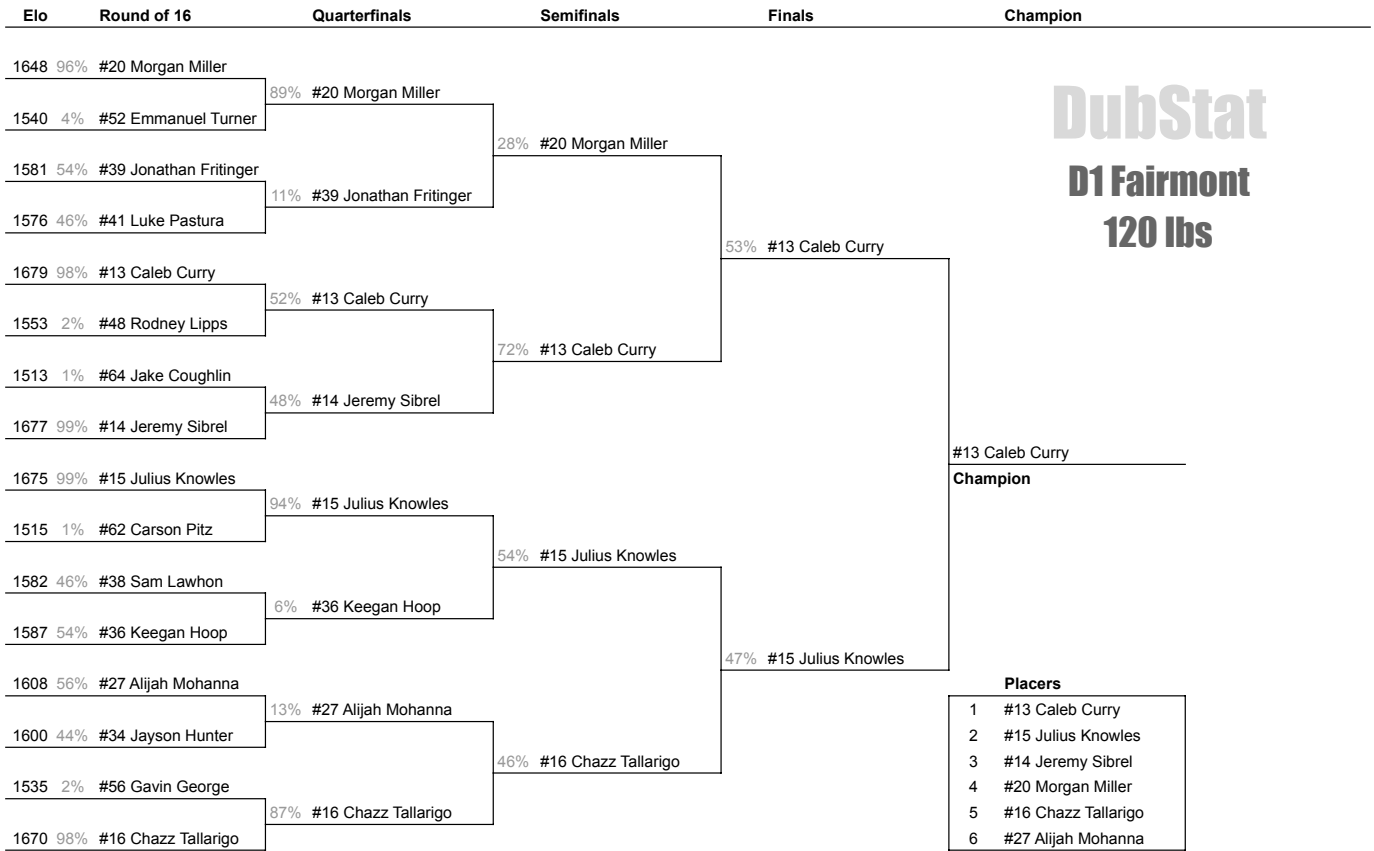 Elo Round of 16 Quarterfinals Semifinals Finals Champion
1648 96% #20 Morgan Miller
89% #20 Morgan Miller
1540 4% #52 Emmanuel Turner
28% #20 Morgan Miller
1581 54% #39 Jonathan Fritinger
11% #39 Jonathan Fritinger
1576 46% #41 Luke Pastura
53% #13 Caleb Curry
1679 98% #13 Caleb Curry
52% #13 Caleb Curry
1553 2% #48 Rodney Lipps
72% #13 Caleb Curry
1513 1% #64 Jake Coughlin
48% #14 Jeremy Sibrel
1677 99% #14 Jeremy Sibrel
#13 Caleb Curry
Champion
1675 99% #15 Julius Knowles
94% #15 Julius Knowles
1515 1% #62 Carson Pitz
54% #15 Julius Knowles
1582 46% #38 Sam Lawhon
6% #36 Keegan Hoop
1587 54% #36 Keegan Hoop
47% #15 Julius Knowles
1608 56% #27 Alijah Mohanna
13% #27 Alijah Mohanna
1600 44% #34 Jayson Hunter
46% #16 Chazz Tallarigo
1535 2% #56 Gavin George
87% #16 Chazz Tallarigo
1670 98% #16 Chazz Tallarigo
DubStat
D1 Fairmont
120 lbs
Placers
1 #13 Caleb Curry
2 #15 Julius Knowles
3 #14 Jeremy Sibrel
4 #20 Morgan Miller
5 #16 Chazz Tallarigo
6 #27 Alijah Mohanna